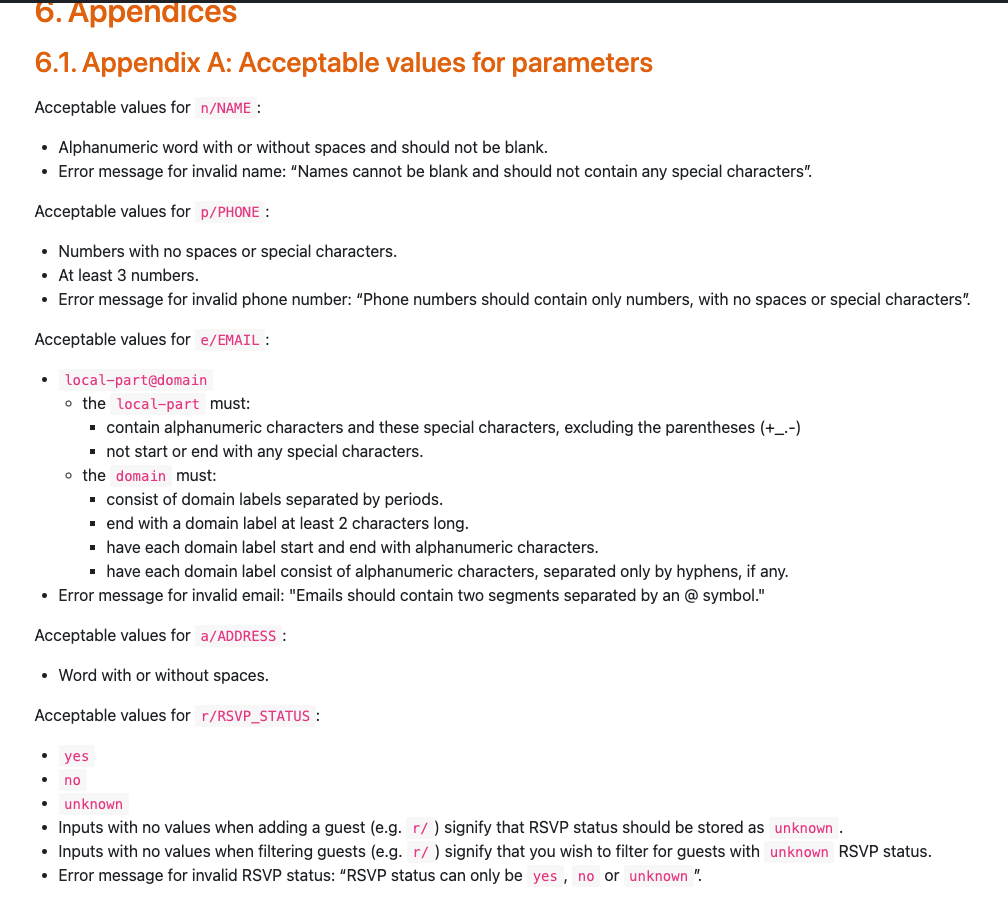 6. Appendices
6.1. Appendix A: Acceptable values for parameters
Acceptable values for n/NAME :
• Alphanumeric word with or without spaces and should not be blank.
• Error message for invalid name: “Names cannot be blank and should not contain any special characters”.
Acceptable values for p/PHONE :
• Numbers with no spaces or special characters.
• At least 3 numbers.
• Error message for invalid phone number: “Phone numbers should contain only numbers, with no spaces or special characters”.
Acceptable values for e/EMAIL :
• local-part@domain
◦ the local-part must:
▪ contain alphanumeric characters and these special characters, excluding the parentheses (+_.-)
▪ not start or end with any special characters.
◦ the domain must:
▪ consist of domain labels separated by periods.
▪ end with a domain label at least 2 characters long.
▪ have each domain label start and end with alphanumeric characters.
▪ have each domain label consist of alphanumeric characters, separated only by hyphens, if any.
• Error message for invalid email: "Emails should contain two segments separated by an @ symbol."
Acceptable values for a/ADDRESS :
• Word with or without spaces.
Acceptable values for r/RSVP_STATUS :
• yes
• no
• unknown
• Inputs with no values when adding a guest (e.g. r/ ) signify that RSVP status should be stored as unknown .
• Inputs with no values when filtering guests (e.g. r/ ) signify that you wish to filter for guests with unknown RSVP status.
• Error message for invalid RSVP status: “RSVP status can only be yes , no or unknown ”.